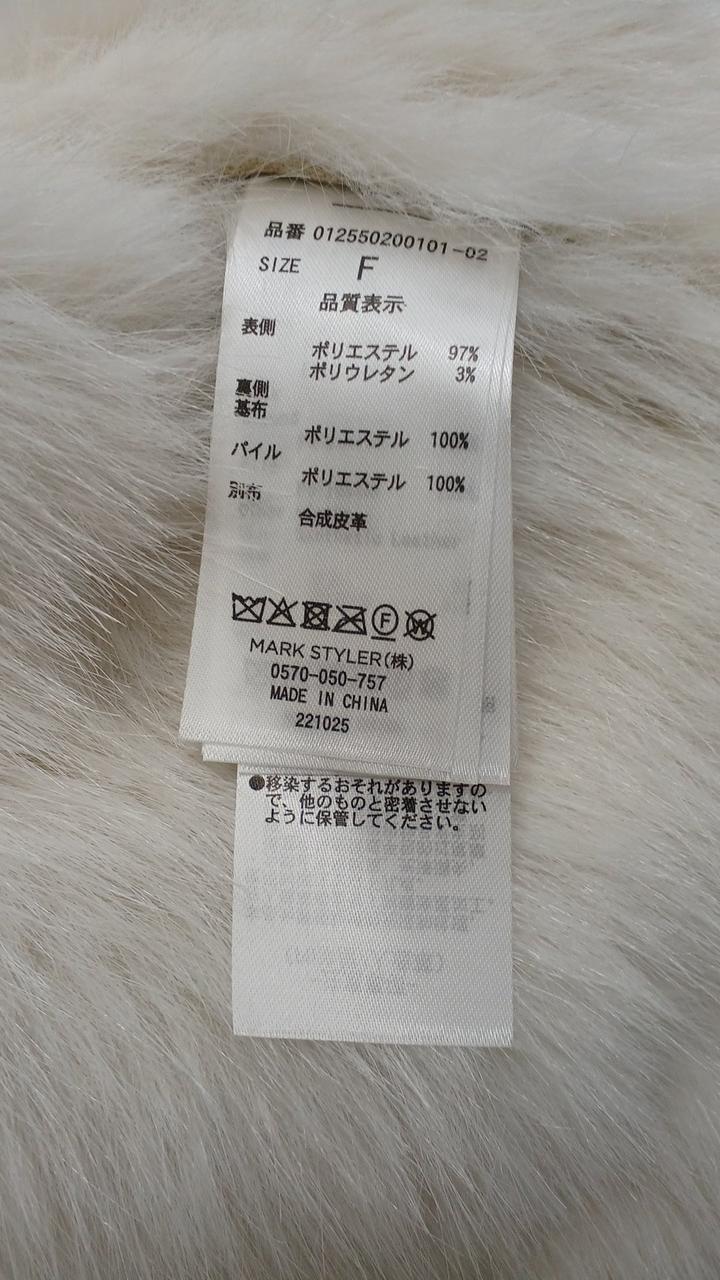 品番 012550200101-02
SIZE F
品質表示
表側
ポリエステル 97%
ポリウレタン 3%
裏側
基布
ポリエステル 100%
パイル
ポリエステル 100%
別布
合成皮革
F
W
MARK STYLER(株)
0570-050-757
MADE IN CHINA
221025
●移染するおそれがありますの
で、他のものと密着させない
ように保管してください。